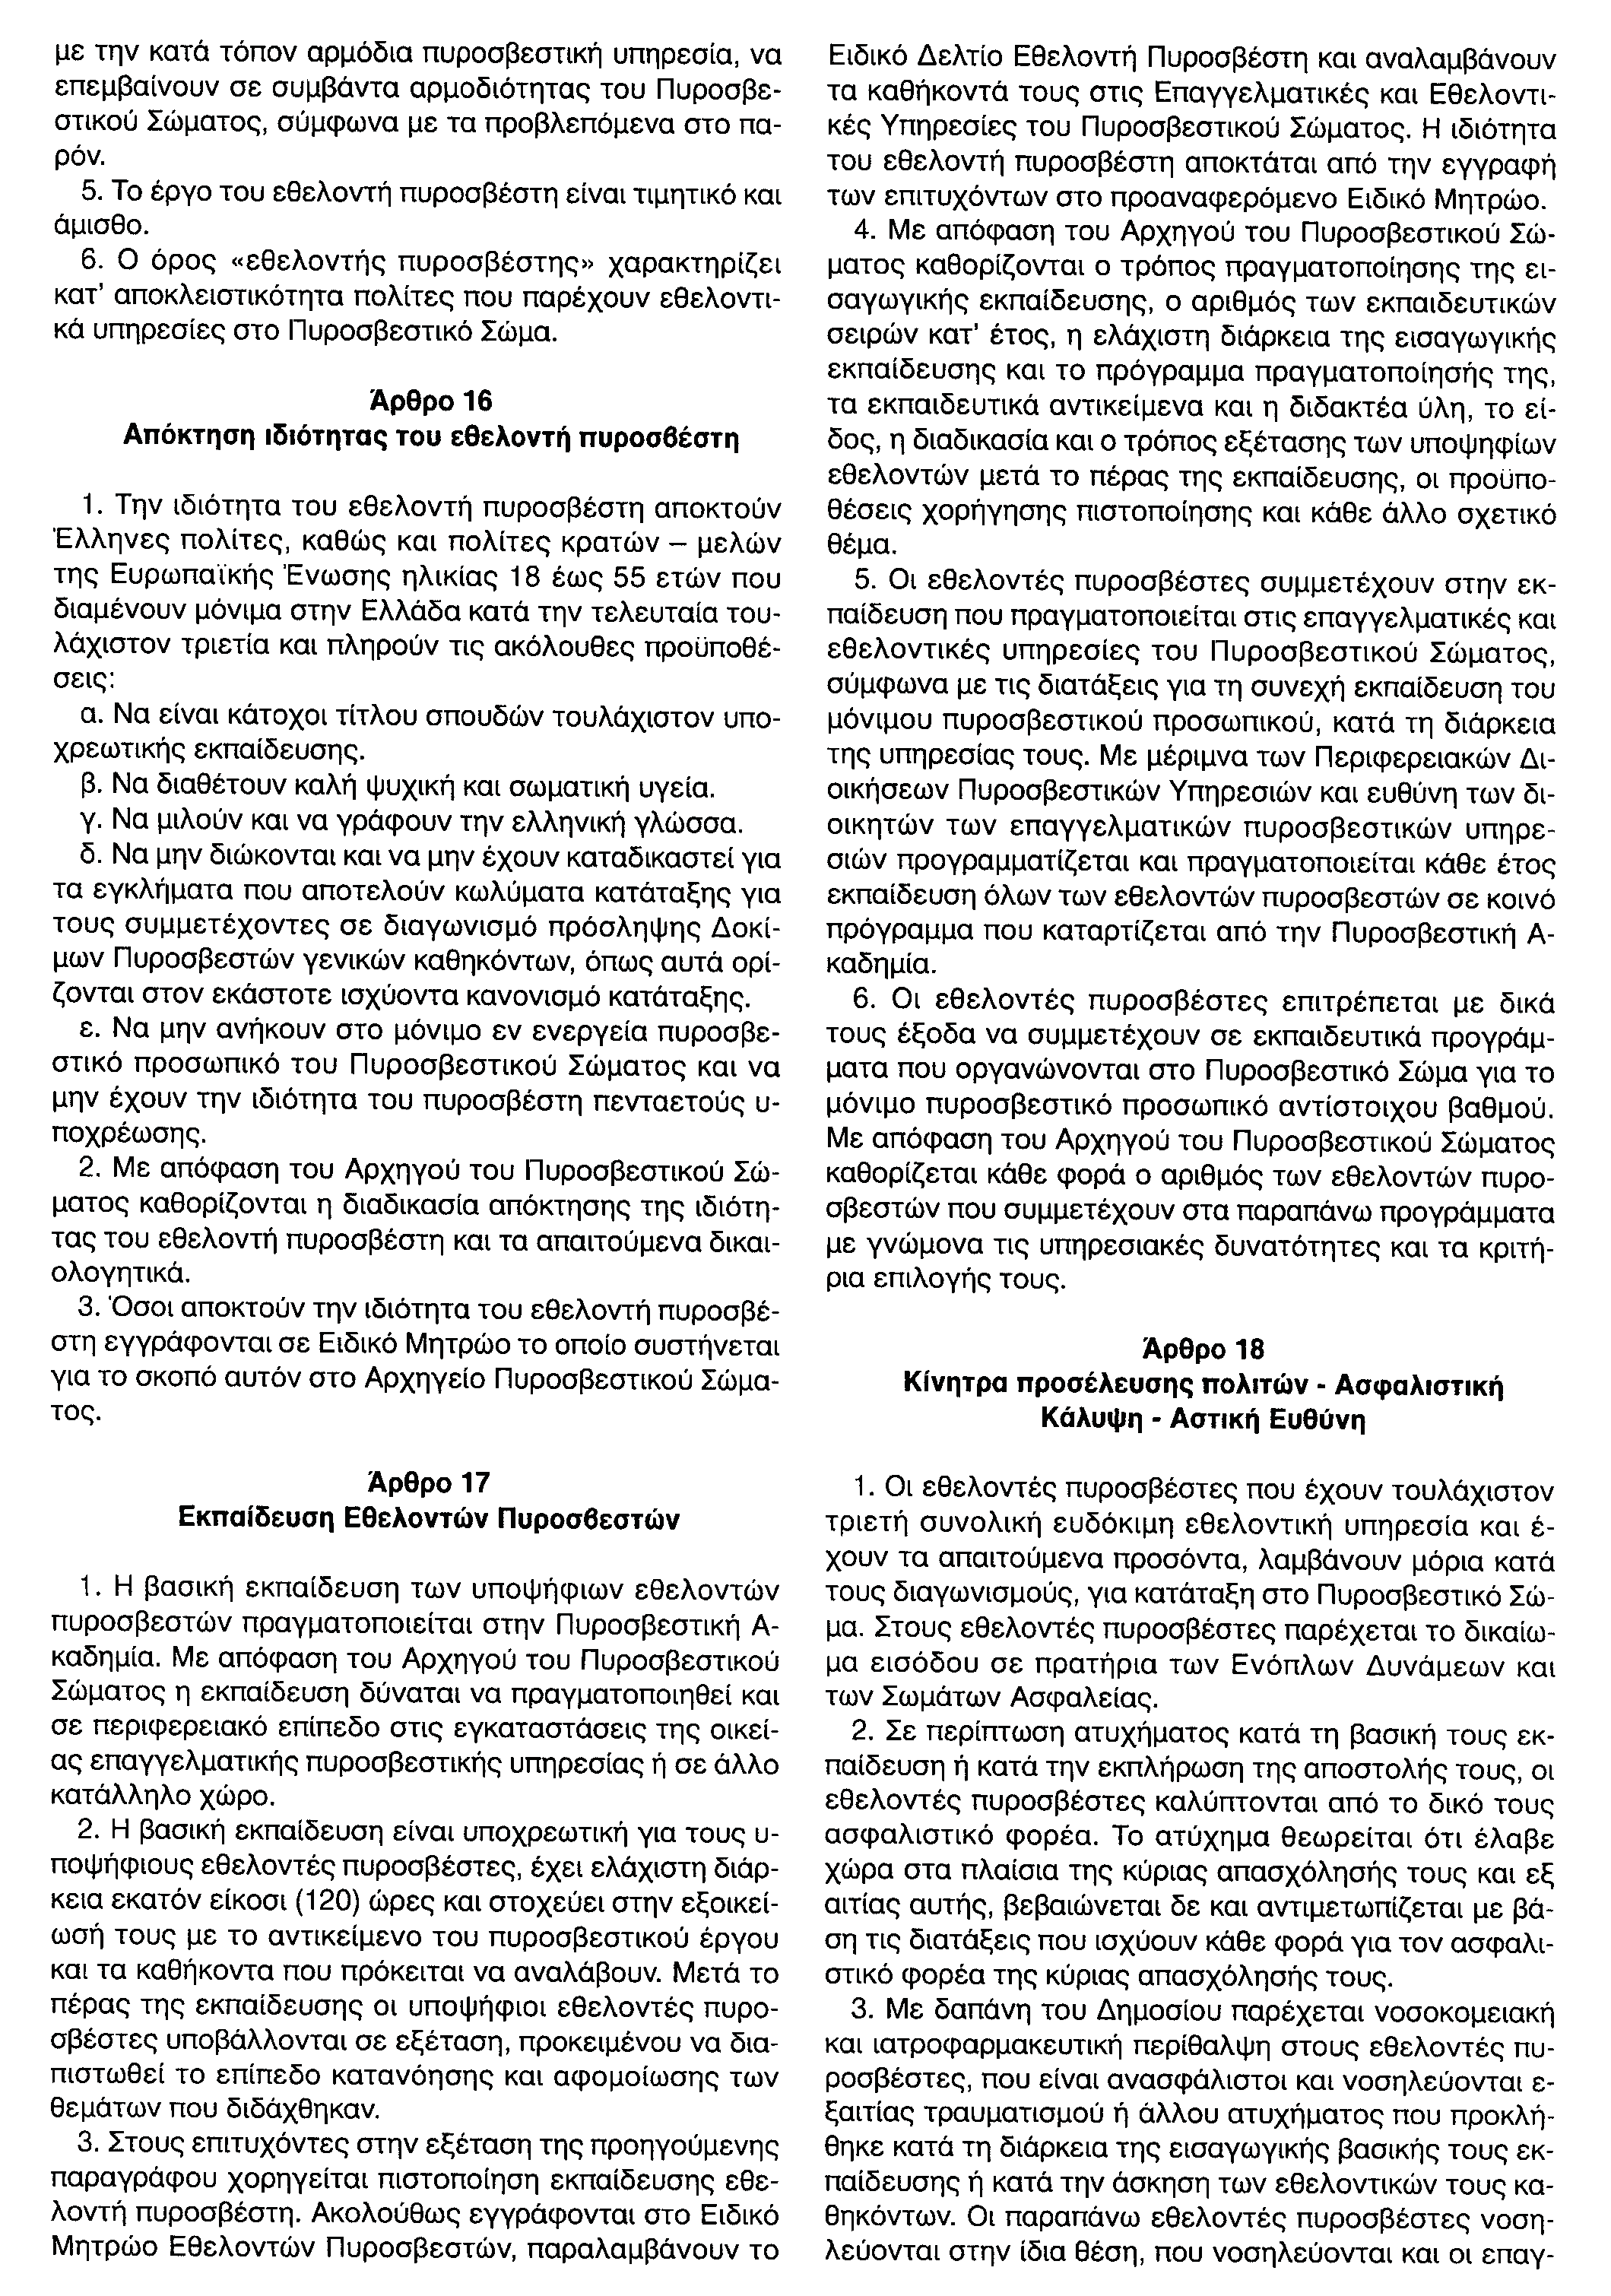 με την κατά τόπον αρμόδια πυροσβεστική υπηρεσία, να
επεμβαίνουν σε συμβάντα αρμοδιότητας του Πυροσβε-
στικού Σώματος, σύμφωνα με τα προβλεπόμενα στο πα-
ρόν.
5. Το έργο του εθελοντή πυροσβέστη είναι τιμητικό και
άμισθο.
6. Ο όρος «εθελοντής πυροσβέστης» χαρακτηρίζει
κατ' αποκλειστικότητα πολίτες που παρέχουν εθελοντι-
κά υπηρεσίες στο Πυροσβεστικό Σώμα.
Άρθρο 16
Απόκτηση ιδιότητας του εθελοντή πυροσβέστη
1. Την ιδιότητα του εθελοντή πυροσβέστη αποκτούν
Έλληνες πολίτες, καθώς και πολίτες κρατών – μελών
της Ευρωπαϊκής Ένωσης ηλικίας 18 έως 55 ετών που
διαμένουν μόνιμα στην Ελλάδα κατά την τελευταία του-
λάχιστον τριετία και πληρούν τις ακόλουθες προϋποθέ-
σεις:
α. Να είναι κάτοχοι τίτλου σπουδών τουλάχιστον υπο-
χρεωτικής εκπαίδευσης.
β. Να διαθέτουν καλή ψυχική και σωματική υγεία.
γ. Να μιλούν και να γράφουν την ελληνική γλώσσα.
δ. Να μην διώκονται και να μην έχουν καταδικαστεί για
τα εγκλήματα που αποτελούν κωλύματα κατάταξης για
τους συμμετέχοντες σε διαγωνισμό πρόσληψης Δοκί-
μων Πυροσβεστών γενικών καθηκόντων, όπως αυτά ορί-
ζονται στον εκάστοτε ισχύοντα κανονισμό κατάταξης.
ε. Να μην ανήκουν στο μόνιμο εν ενεργεία πυροσβε-
στικό προσωπικό του Πυροσβεστικού Σώματος και να
μην έχουν την ιδιότητα του πυροσβέστη πενταετούς υ-
ποχρέωσης.
2. Με απόφαση του Αρχηγού του Πυροσβεστικού Σώ-
ματος καθορίζονται η διαδικασία απόκτησης της ιδιότη-
τας του εθελοντή πυροσβέστη και τα απαιτούμενα δικαι-
ολογητικά.
3. Όσοι αποκτούν την ιδιότητα του εθελοντή πυροσβέ-
στη εγγράφονται σε Ειδικό Μητρώο το οποίο συστήνεται
για το σκοπό αυτόν στο Αρχηγείο Πυροσβεστικού Σώμα-
τος.
Άρθρο 17
Εκπαίδευση Εθελοντών Πυροσβεστών
1. Η βασική εκπαίδευση των υποψήφιων εθελοντών
πυροσβεστών πραγματοποιείται στην Πυροσβεστική Α-
καδημία. Με απόφαση του Αρχηγού του Πυροσβεστικού
Σώματος η εκπαίδευση δύναται να πραγματοποιηθεί και
σε περιφερειακό επίπεδο στις εγκαταστάσεις της οικεί-
ας επαγγελματικής πυροσβεστικής υπηρεσίας ή σε άλλο
κατάλληλο χώρο.
2. Η βασική εκπαίδευση είναι υποχρεωτική για τους υ-
ποψήφιους εθελοντές πυροσβέστες, έχει ελάχιστη διάρ-
κεια εκατόν είκοσι (120) ώρες και στοχεύει στην εξοικεί-
ωσή τους με το αντικείμενο του πυροσβεστικού έργου
και τα καθήκοντα που πρόκειται να αναλάβουν. Μετά το
πέρας της εκπαίδευσης οι υποψήφιοι εθελοντές πυρο-
σβέστες υποβάλλονται σε εξέταση, προκειμένου να δια-
πιστωθεί το επίπεδο κατανόησης και αφομοίωσης των
θεμάτων που διδάχθηκαν.
3. Στους επιτυχόντες στην εξέταση της προηγούμενης
παραγράφου χορηγείται πιστοποίηση εκπαίδευσης εθε-
λοντή πυροσβέστη. Ακολούθως εγγράφονται στο Ειδικό
Μητρώο Εθελοντών Πυροσβεστών, παραλαμβάνουν το
Ειδικό Δελτίο Εθελοντή Πυροσβέστη και αναλαμβάνουν
τα καθήκοντά τους στις Επαγγελματικές και Εθελοντι-
κές Υπηρεσίες του Πυροσβεστικού Σώματος. Η ιδιότητα
του εθελοντή πυροσβέστη αποκτάται από την εγγραφή
των επιτυχόντων στο προαναφερόμενο Ειδικό Μητρώο.
4. Με απόφαση του Αρχηγού του Πυροσβεστικού Σώ-
ματος καθορίζονται ο τρόπος πραγματοποίησης της ει-
σαγωγικής εκπαίδευσης, ο αριθμός των εκπαιδευτικών
σειρών κατ' έτος, η ελάχιστη διάρκεια της εισαγωγικής
εκπαίδευσης και το πρόγραμμα πραγματοποίησής της,
τα εκπαιδευτικά αντικείμενα και η διδακτέα ύλη, το εί-
δος, η διαδικασία και ο τρόπος εξέτασης των υποψηφίων
εθελοντών μετά το πέρας της εκπαίδευσης, οι προϋπο-
θέσεις χορήγησης πιστοποίησης και κάθε άλλο σχετικό
θέμα.
5. Οι εθελοντές πυροσβέστες συμμετέχουν στην εκ-
παίδευση που πραγματοποιείται στις επαγγελματικές και
εθελοντικές υπηρεσίες του Πυροσβεστικού Σώματος,
σύμφωνα με τις διατάξεις για τη συνεχή εκπαίδευση του
μόνιμου πυροσβεστικού προσωπικού, κατά τη διάρκεια
της υπηρεσίας τους. Με μέριμνα των Περιφερειακών Δι-
οικήσεων Πυροσβεστικών Υπηρεσιών και ευθύνη των δι-
οικητών των επαγγελματικών πυροσβεστικών υπηρε-
σιών προγραμματίζεται και πραγματοποιείται κάθε έτος
εκπαίδευση όλων των εθελοντών πυροσβεστών σε κοινό
πρόγραμμα που καταρτίζεται από την Πυροσβεστική Α-
καδημία.
6. Οι εθελοντές πυροσβέστες επιτρέπεται με δικά
τους έξοδα να συμμετέχουν σε εκπαιδευτικά προγράμ-
ματα που οργανώνονται στο Πυροσβεστικό Σώμα για το
μόνιμο πυροσβεστικό προσωπικό αντίστοιχου βαθμού.
Με απόφαση του Αρχηγού του Πυροσβεστικού Σώματος
καθορίζεται κάθε φορά ο αριθμός των εθελοντών πυρο-
σβεστών που συμμετέχουν στα παραπάνω προγράμματα
με γνώμονα τις υπηρεσιακές δυνατότητες και τα κριτή-
ρια επιλογής τους.
Άρθρο 18
Κίνητρα προσέλευσης πολιτών - Ασφαλιστική
Κάλυψη - Αστική Ευθύνη
1. Οι εθελοντές πυροσβέστες που έχουν τουλάχιστον
τριετή συνολική ευδόκιμη εθελοντική υπηρεσία και έ-
χουν τα απαιτούμενα προσόντα, λαμβάνουν μόρια κατά
τους διαγωνισμούς, για κατάταξη στο Πυροσβεστικό Σώ-
μα. Στους εθελοντές πυροσβέστες παρέχεται το δικαίω-
μα εισόδου σε πρατήρια των Ενόπλων Δυνάμεων και
των Σωμάτων Ασφαλείας.
2. Σε περίπτωση ατυχήματος κατά τη βασική τους εκ-
παίδευση ή κατά την εκπλήρωση της αποστολής τους, οι
εθελοντές πυροσβέστες καλύπτονται από το δικό τους
ασφαλιστικό φορέα. Το ατύχημα θεωρείται ότι έλαβε
χώρα στα πλαίσια της κύριας απασχόλησής τους και εξ
αιτίας αυτής, βεβαιώνεται δε και αντιμετωπίζεται με βά-
ση τις διατάξεις που ισχύουν κάθε φορά για τον ασφαλι-
στικό φορέα της κύριας απασχόλησής τους.
3. Με δαπάνη του Δημοσίου παρέχεται νοσοκομειακή
και ιατροφαρμακευτική περίθαλψη στους εθελοντές πυ-
ροσβέστες, που είναι ανασφάλιστοι και νοσηλεύονται ε-
ξαιτίας τραυματισμού ή άλλου ατυχήματος που προκλή-
θηκε κατά τη διάρκεια της εισαγωγικής βασικής τους εκ-
παίδευσης ή κατά την άσκηση των εθελοντικών τους κα-
θηκόντων. Οι παραπάνω εθελοντές πυροσβέστες νοση-
λεύονται στην ίδια θέση, που νοσηλεύονται και οι επαγ-